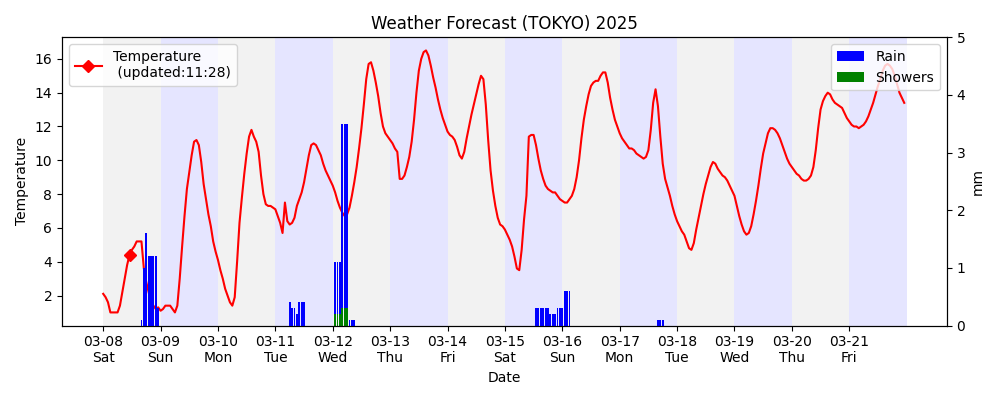 Weather Forecast (TOKYO) 2025
Temperature
(updated:11:28)
Rain
Showers
Temperature
16
14
12
10
8
6
4
2
5
4
3
2
1
0
mm
03-08 03-09 03-10 03-11 03-12 03-13 03-14 03-15 03-16 03-17 03-18 03-19 03-20 03-21
Sat Sun Mon Tue Wed Thu Fri Sat Sun Mon Tue Wed Thu Fri
Date